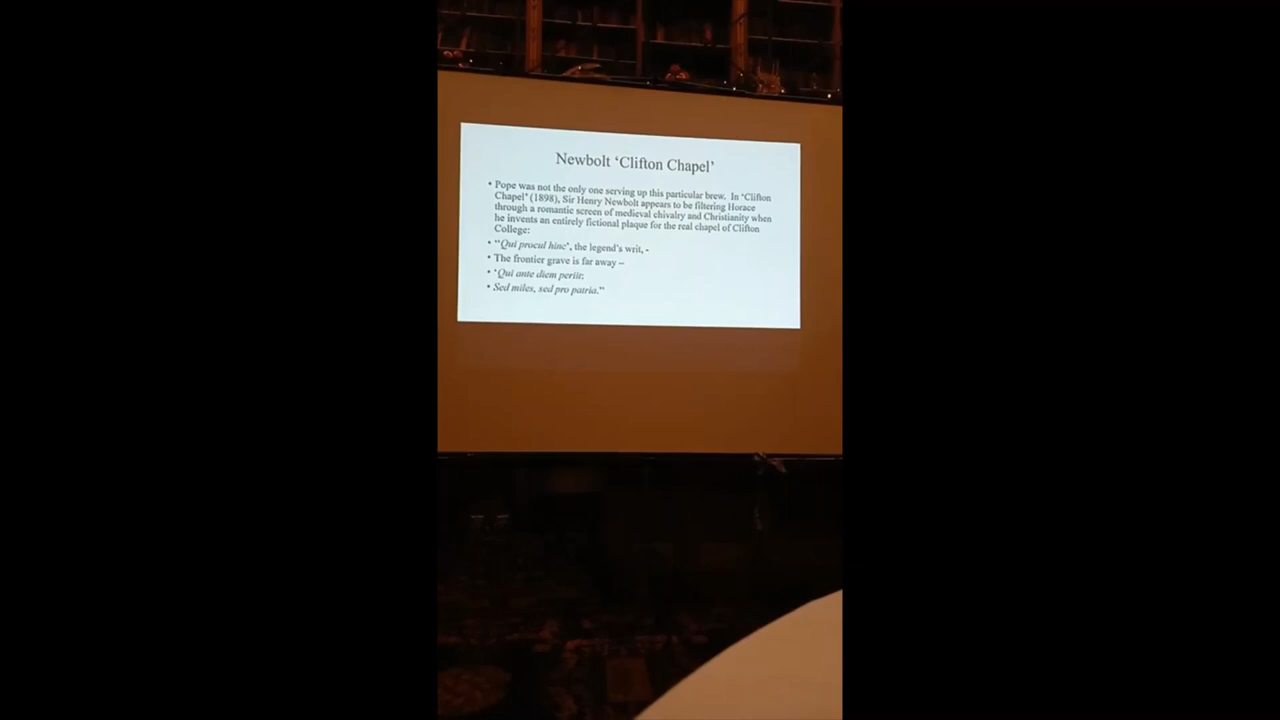 Newbolt ‘Clifton Chapel’
• Pope was not the only one serving up this particular brew. In ‘Clifton
Chapel’ (1898), Sir Henry Newbolt appears to be filtering Horace
through a romantic screen of medieval chivalry and Christianity when
he invents an entirely fictional plaque for the real chapel of Clifton
College:
• “‘Qui procul hinc’, the legend’s writ, -
• The frontier grave is far away –
• ‘Qui ante diem periit:
• Sed miles, sed pro patria.”